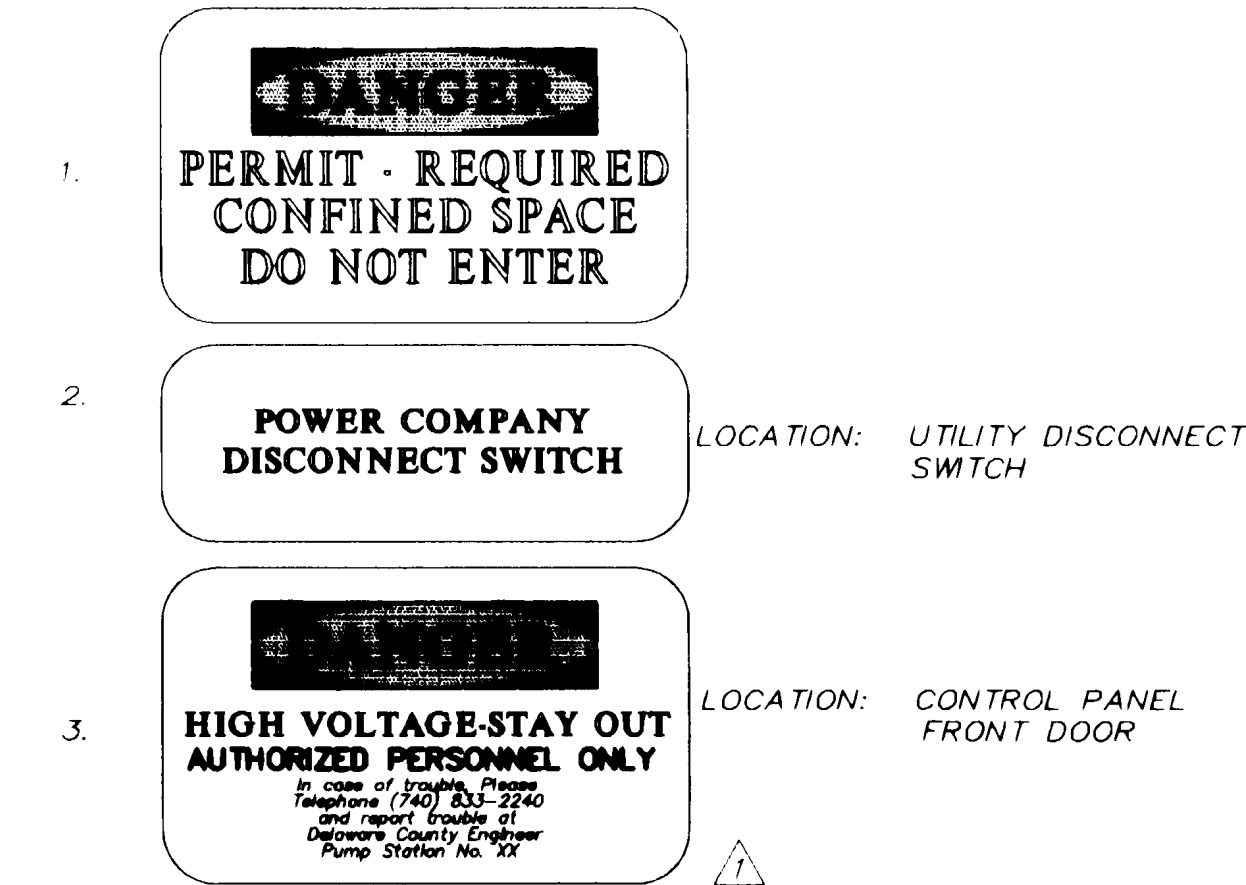 1.
DANGER
PERMIT - REQUIRED
CONFINED SPACE
DO NOT ENTER
2.
POWER COMPANY
DISCONNECT SWITCH
LOCATION: UTILITY DISCONNECT
SWITCH
3.
DANGER
HIGH VOLTAGE-STAY OUT
AUTHORIZED PERSONNEL ONLY
In case of trouble, Please
Telephone (740) 833-2240
and report trouble at
Delaware County Engineer
Pump Station No. XX
LOCATION: CONTROL PANEL
FRONT DOOR
1